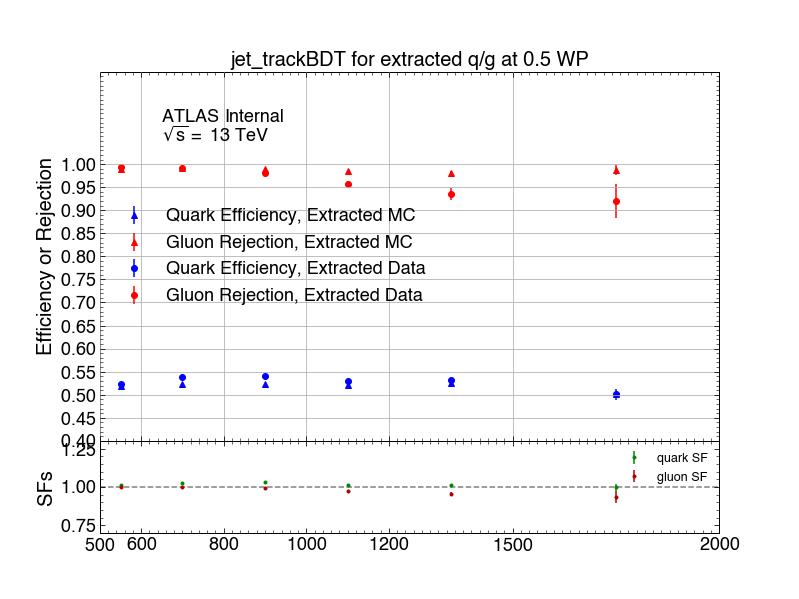 jet_trackBDT for extracted q/g at 0.5 WP
ATLAS Internal
√s = 13 TeV
Efficiency or Rejection
1.00
0.95
0.90
0.85
0.80
0.75
0.70
0.65
0.60
0.55
0.50
0.45
0.40
Quark Efficiency, Extracted MC
Gluon Rejection, Extracted MC
Quark Efficiency, Extracted Data
Gluon Rejection, Extracted Data
SFs
1.25
1.00
0.75
quark SF
gluon SF
500 600 800 1000 1200 1500 2000